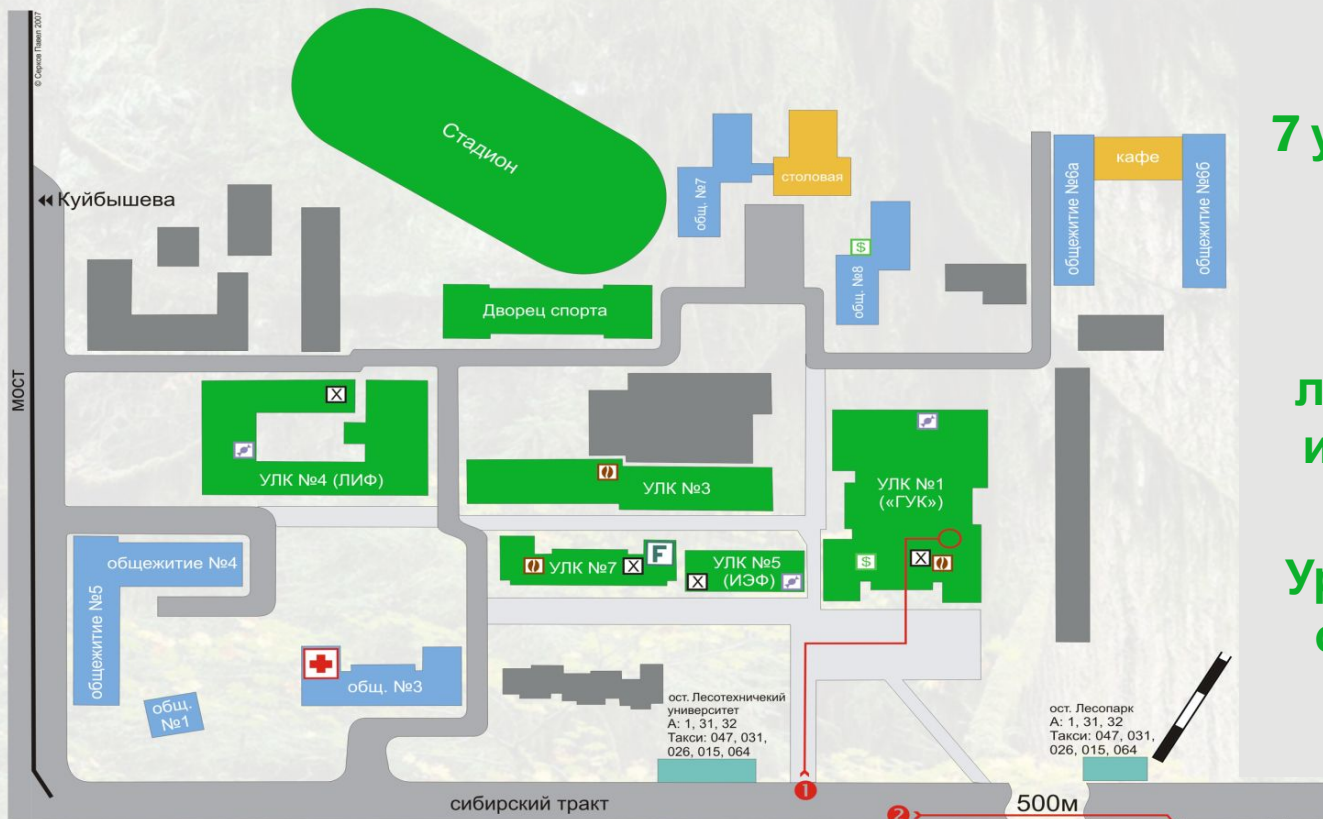 © Серков Павел 2007
Стадион
общ. №7
столовая
кафе
общежитие №6а
общежитие №6б
7 у
Куйбышева
$
общ. №8
Дворец спорта
мост
X
УЛК №4 (ЛИФ)
УЛК №3
УЛК №1
(«ГУК»)
л
и
$
X
УЛК №7
X
F
УЛК №5
(ИЭФ)
X
общежитие №4
общежитие №5
Ур
с
общ. №3
общ.
№1
ост. Лесотехничекий
университет
А: 1, 31, 32
Такси: 047, 031,
026, 015, 064
ост. Лесопарк
А: 1, 31, 32
Такси: 047, 031,
026, 015, 064
1
сибирский тракт
2
500м